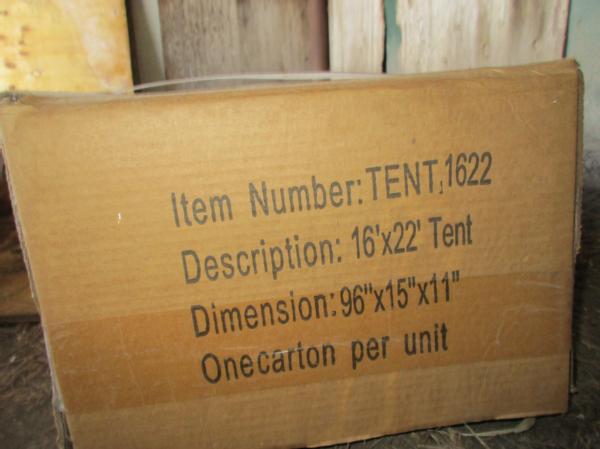 Item Number:TENT,1622
Description: 16'x22' Tent
Dimension:96"x15"x11"
Onecarton per unit